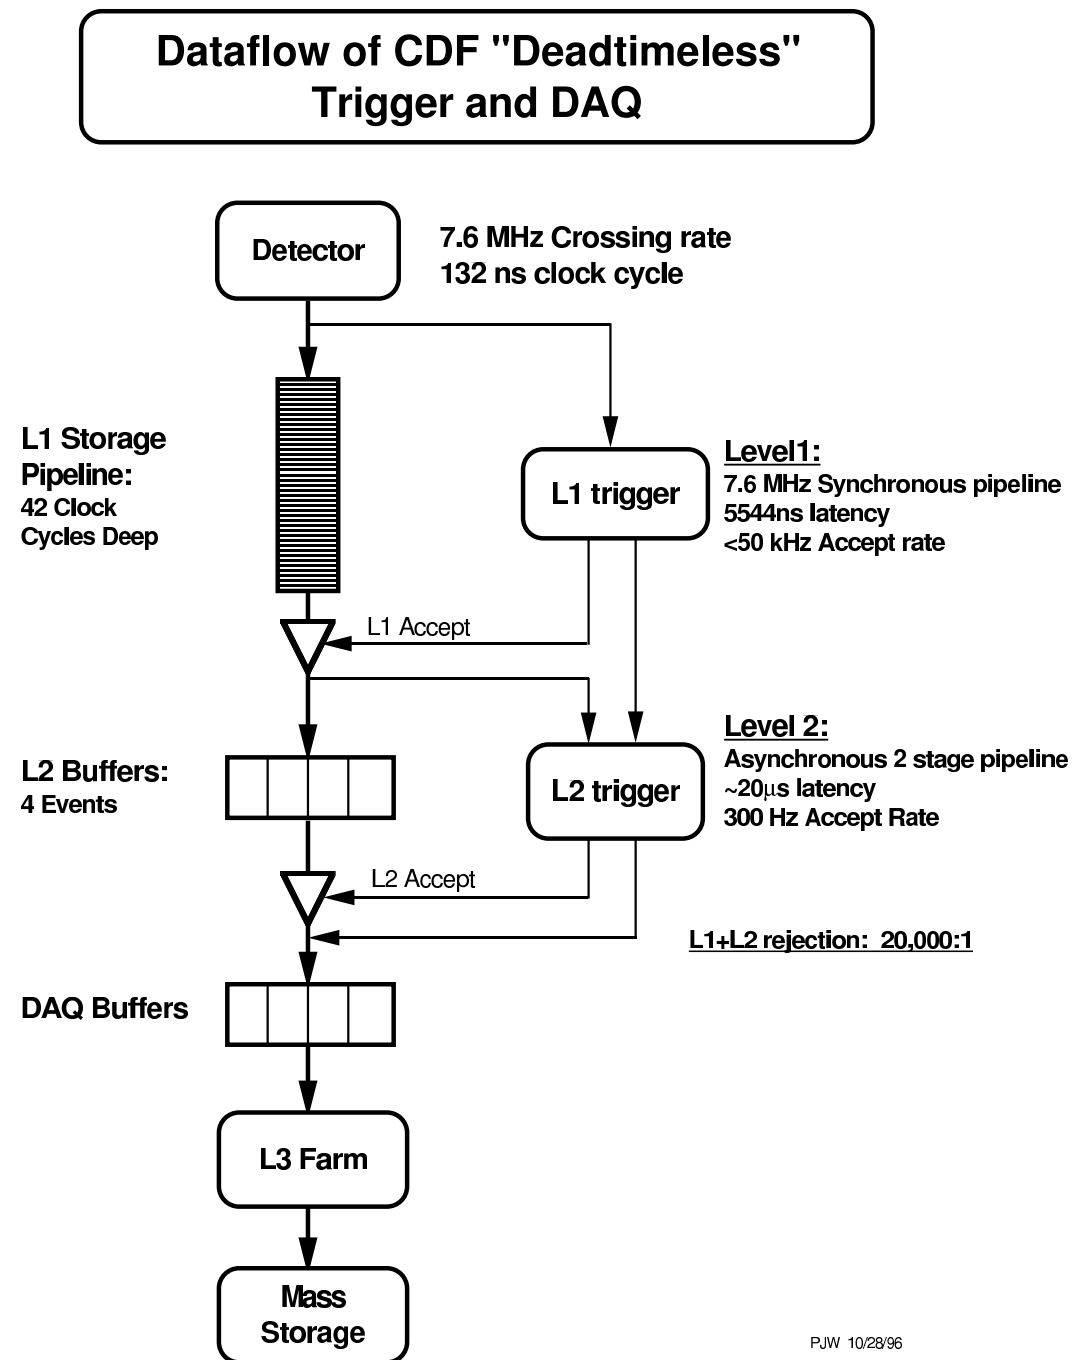 Dataflow of CDF "Deadtimeless"
Trigger and DAQ
Detector
7.6 MHz Crossing rate
132 ns clock cycle
L1 Storage
Pipeline:
42 Clock
Cycles Deep
L1 trigger
Level1:
7.6 MHz Synchronous pipeline
5544ns latency
<50 kHz Accept rate
L1 Accept
L2 Buffers:
4 Events
L2 trigger
Level 2:
Asynchronous 2 stage pipeline
~20µs latency
300 Hz Accept Rate
L2 Accept
L1+L2 rejection: 20,000:1
DAQ Buffers
L3 Farm
Mass
Storage
PJW 10/28/96